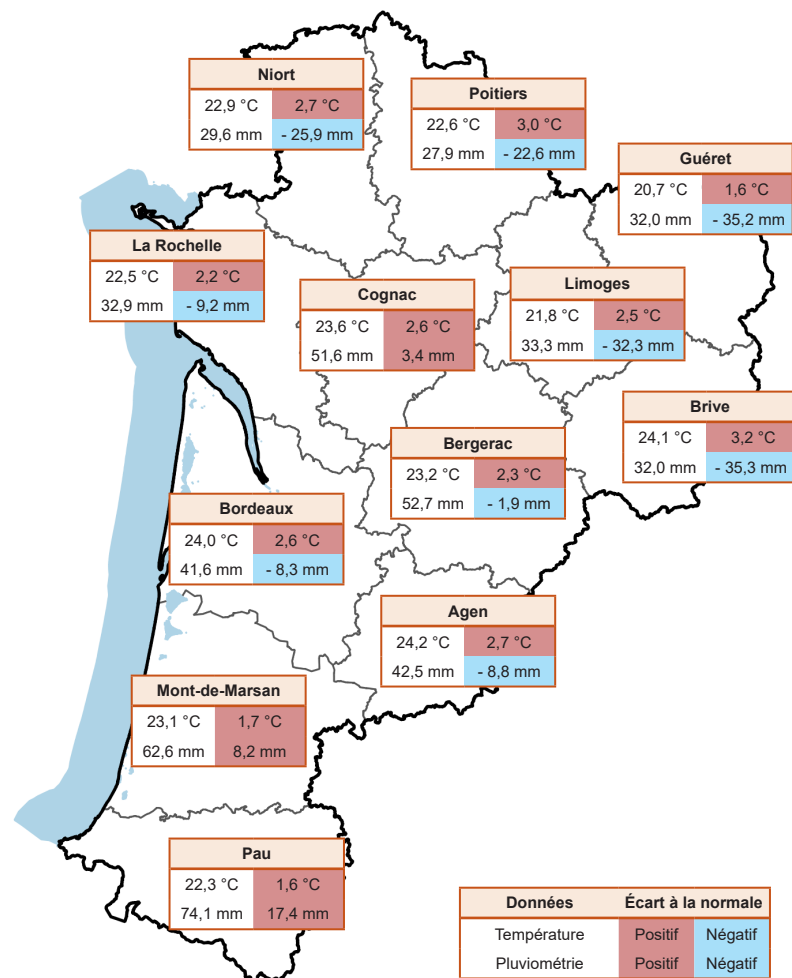 Niort
22,9 °C 2,7 °C
29,6 mm - 25,9 mm
Poitiers
22,6 °C 3,0 °C
27,9 mm - 22,6 mm
Guéret
20,7 °C 1,6 °C
32,0 mm - 35,2 mm
La Rochelle
22,5 °C 2,2 °C
32,9 mm - 9,2 mm
Cognac
23,6 °C 2,6 °C
51,6 mm 3,4 mm
Limoges
21,8 °C 2,5 °C
33,3 mm - 32,3 mm
Brive
24,1 °C 3,2 °C
32,0 mm - 35,3 mm
Bergerac
23,2 °C 2,3 °C
52,7 mm - 1,9 mm
Bordeaux
24,0 °C 2,6 °C
41,6 mm - 8,3 mm
Agen
24,2 °C 2,7 °C
42,5 mm - 8,8 mm
Mont-de-Marsan
23,1 °C 1,7 °C
62,6 mm 8,2 mm
Pau
22,3 °C 1,6 °C
74,1 mm 17,4 mm
Données Écart à la normale
Température Positif Négatif
Pluviométrie Positif Négatif